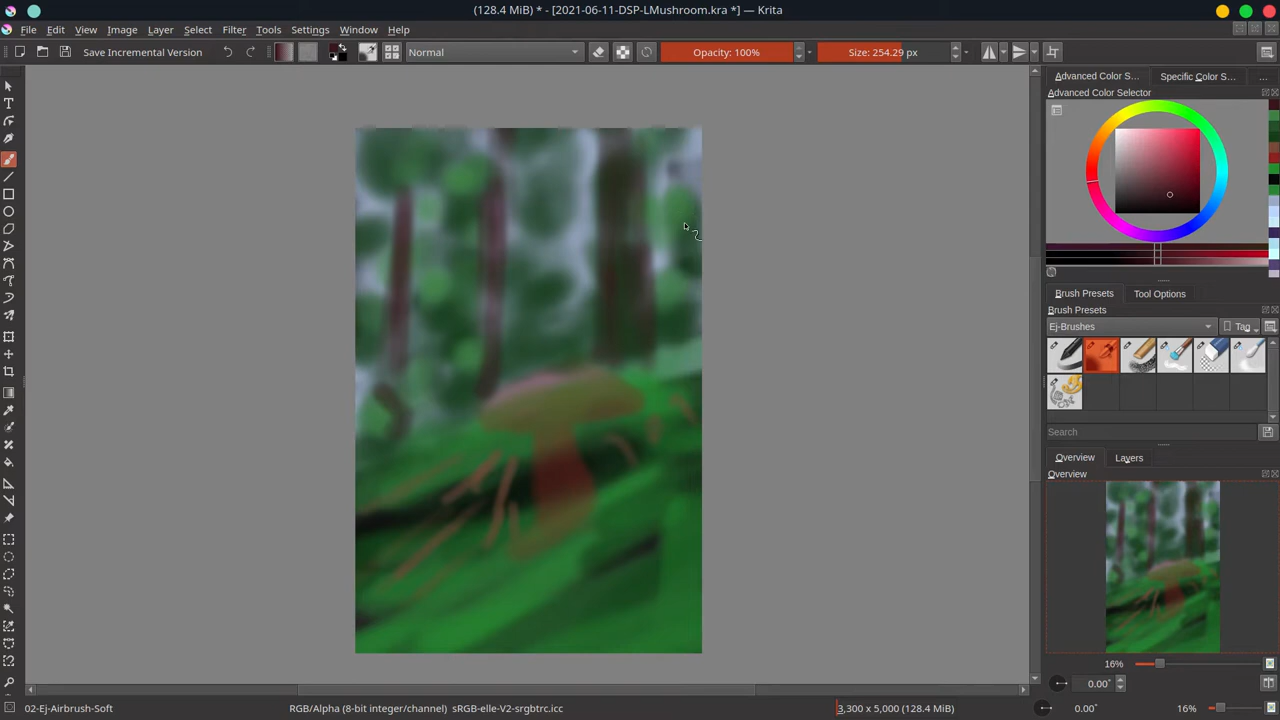 (128.4 MiB) * - [2021-06-11-DSP-LMushroom.kra *] — Krita
File Edit View Image Layer Select Filter Tools Settings Window Help
Save Incremental Version Normal Opacity: 100% Size: 254.29 px
Advanced Color S... Specific Color S... ...
Advanced Color Selector
Brush Presets Tool Options
Brush Presets
Ej-Brushes Tag
Search
Overview Layers
Overview
16%
0.00°
02-Ej-Airbrush-Soft RGB/Alpha (8-bit integer/channel) sRGB-elle-V2-srgbtrc.icc 3,300 x 5,000 (128.4 MiB) 0.00° 16%